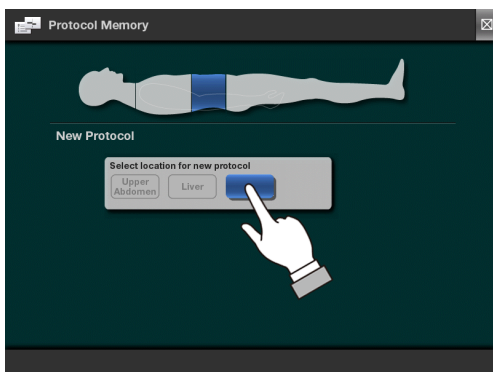 Protocol Memory
New Protocol
Select location for new protocol
Upper
Abdomen
Liver